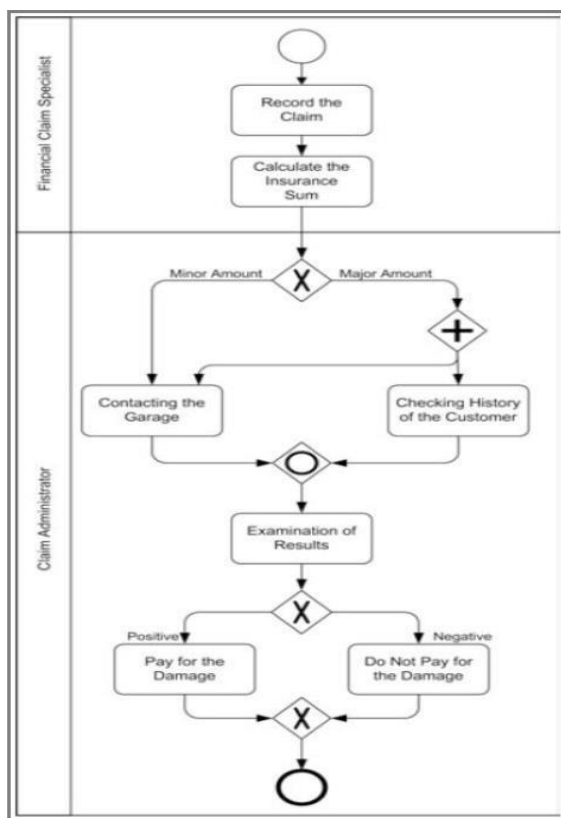 Financial Claim Specialist
Record the
Claim
Calculate the
Insurance
Sum
Claim Administrator
Minor Amount
X
Major Amount
+
Contacting the
Garage
Checking History
of the Customer
Examination of
Results
X
Positive
Negative
Pay for the
Damage
Do Not Pay for
the Damage
X